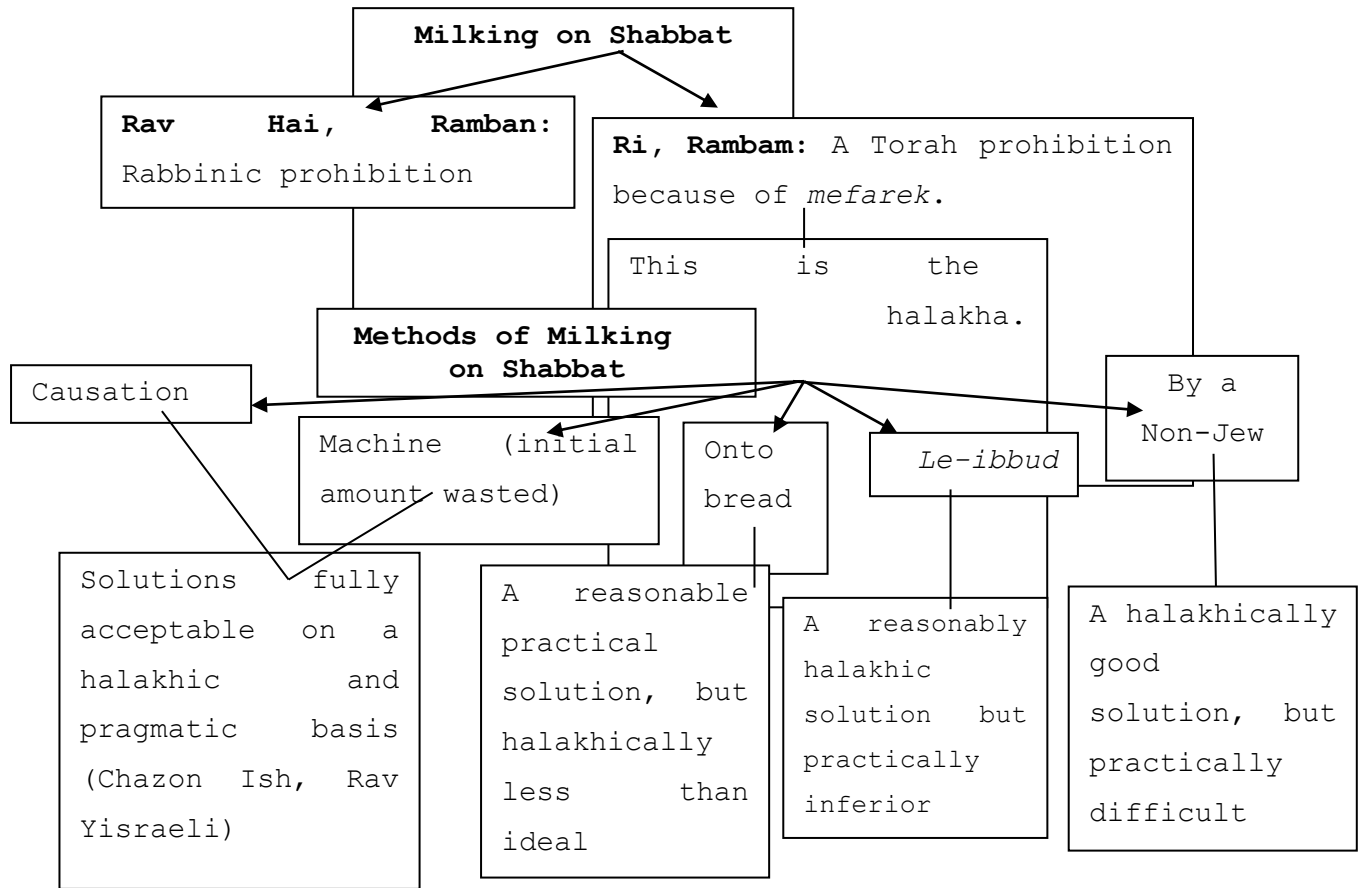 Milking on Shabbat
Rav Hai, Ramban:
Rabbinic prohibition
Ri, Rambam: A Torah prohibition
because of mefarek.
This is the
halakha.
Methods of Milking
on Shabbat
Causation
Machine (initial
amount wasted)
Onto
bread
Le-ibbud
By a
Non-Jew
Solutions fully
acceptable on a
halakhic and
pragmatic basis
(Chazon Ish, Rav
Yisraeli)
A reasonable
practical
solution, but
halakhically
less than
ideal
A reasonably
halakhic
solution but
practically
inferior
A halakhically
good
solution, but
practically
difficult